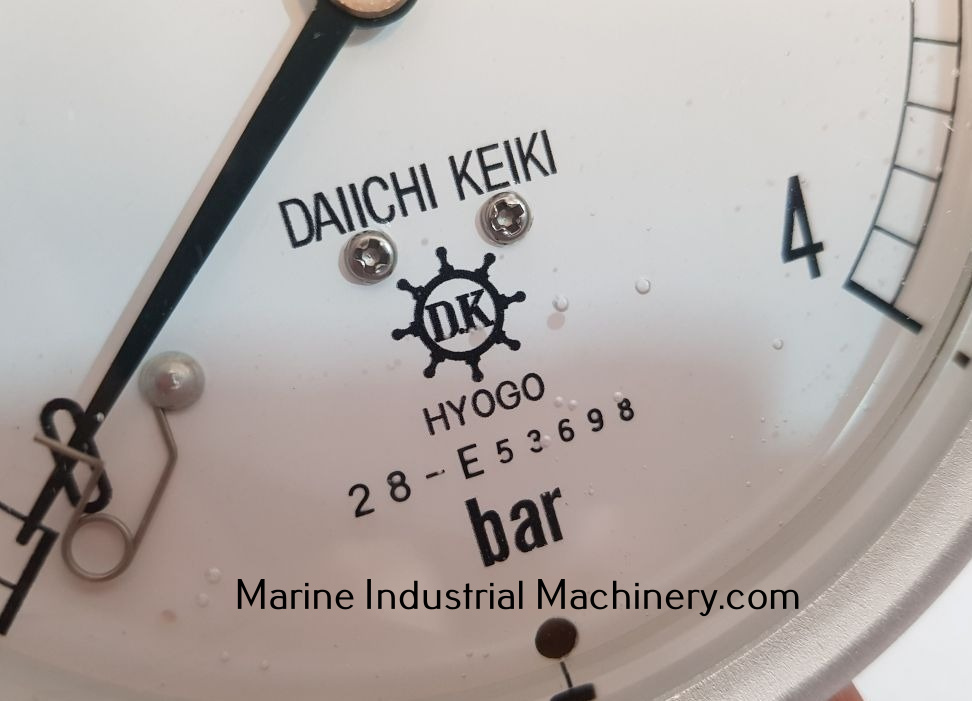 DAIICHI KEIKI
4
D.K
HYOGO
28-E53698
bar
Marine Industrial Machinery.com